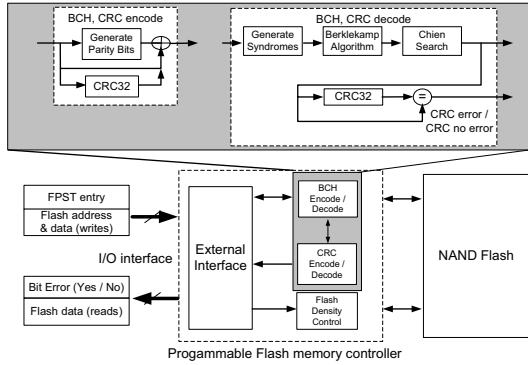 BCH, CRC encode
Generate
Parity Bits
CRC32
BCH, CRC decode
Generate
Syndromes
Berklekamp
Algorithm
Chien
Search
CRC32
=
CRC error /
CRC no error
FPST entry
Flash address
& data (writes)
I/O interface
Bit Error (Yes / No)
Flash data (reads)
External
Interface
BCH
Encode /
Decode
CRC
Encode /
Decode
Flash
Density
Control
NAND Flash
Progammable Flash memory controller